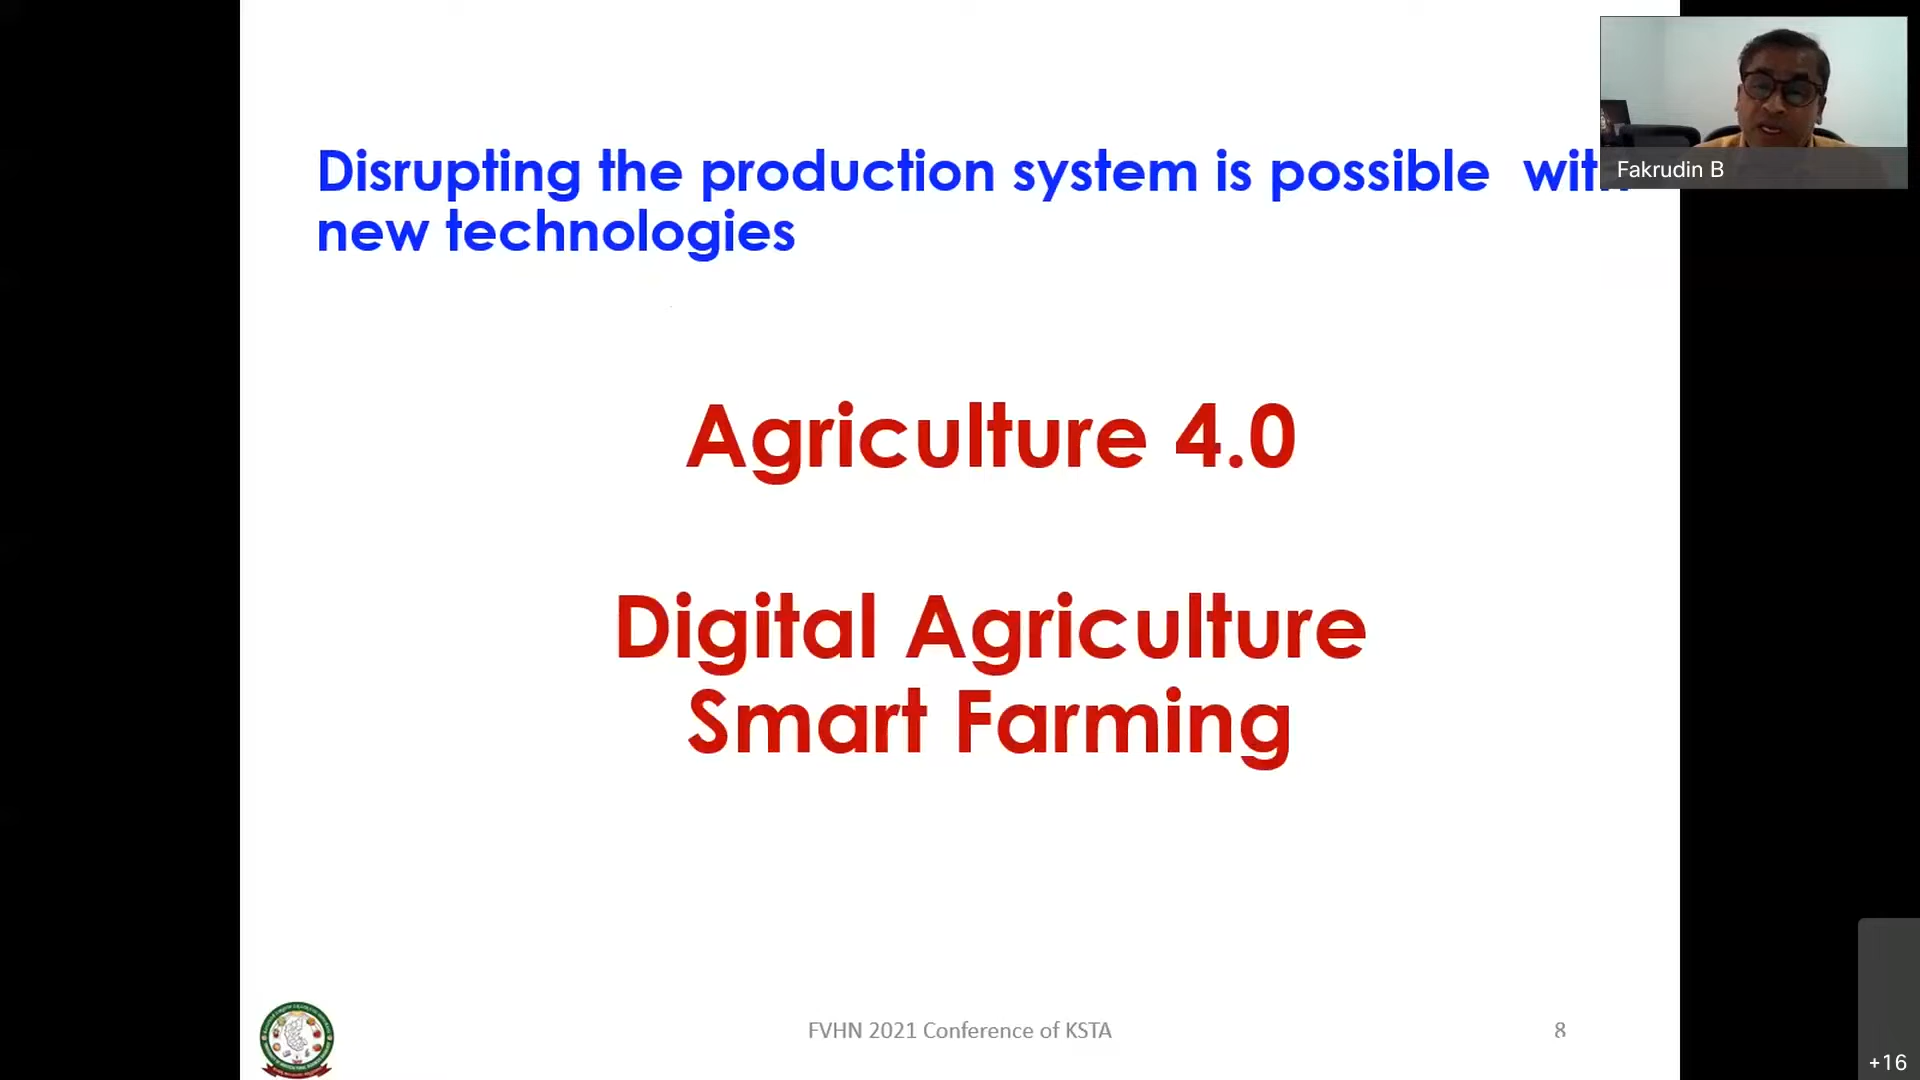 Disrupting the production system is possible with
new technologies
Fakrudin B
Agriculture 4.0
Digital Agriculture
Smart Farming
FVHN 2021 Conference of KSTA
8
+16